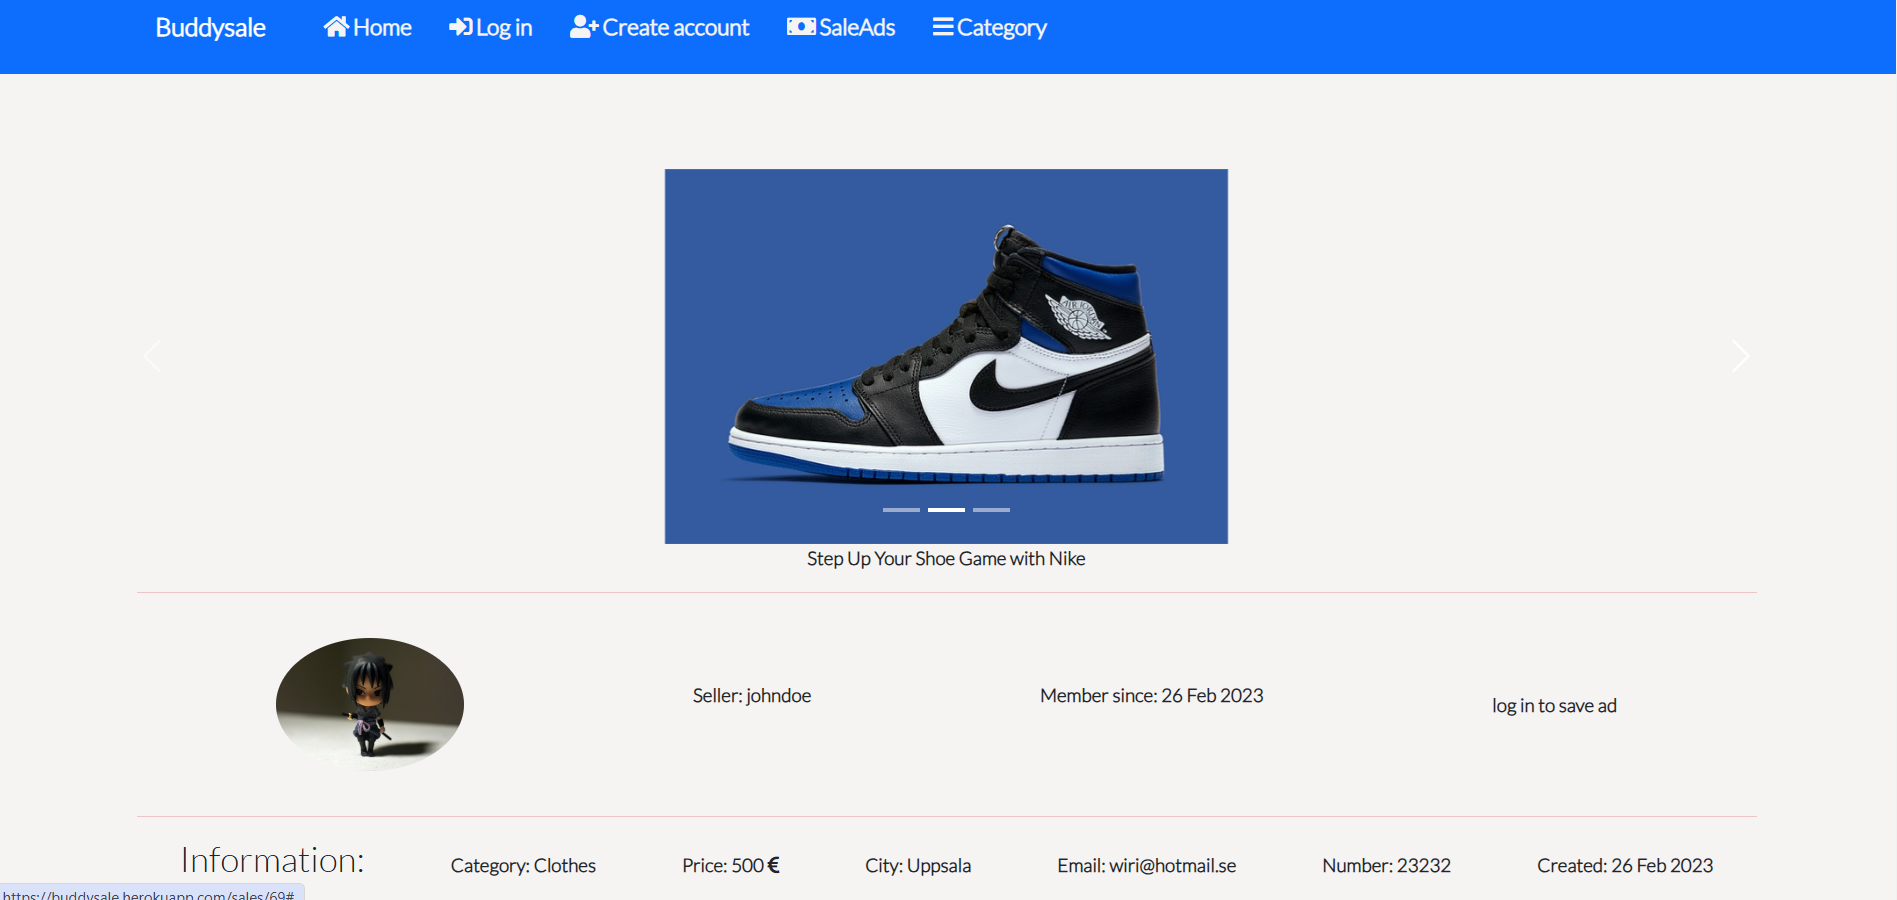 Buddysale Home Log in Create account SaleAds Category
AIR JORDAN
Step Up Your Shoe Game with Nike
Seller: johndoe Member since: 26 Feb 2023 log in to save ad
Information: Category: Clothes Price: 500 € City: Uppsala Email: wiri@hotmail.se Number: 23232 Created: 26 Feb 2023
https://buddysale.herokuapp.com/sales/69#